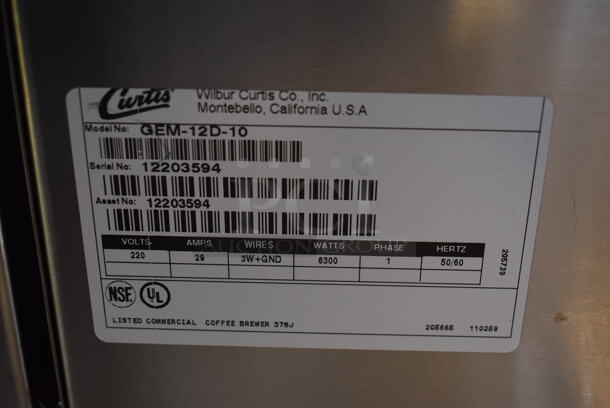 Curtis
Wilbur Curtis Co., Inc.
Montebello, California U.S.A
Model No: GEM-12D-10
Serial No: 12203594
Asset No: 12203594
VOLTS AMPS WIRES WATTS PHASE HERTZ
220 29 3W+GND 6300 1 50/60
205739
NSF UL
LISTED COMMERCIAL COFFEE BREWER 378J
205665 110259